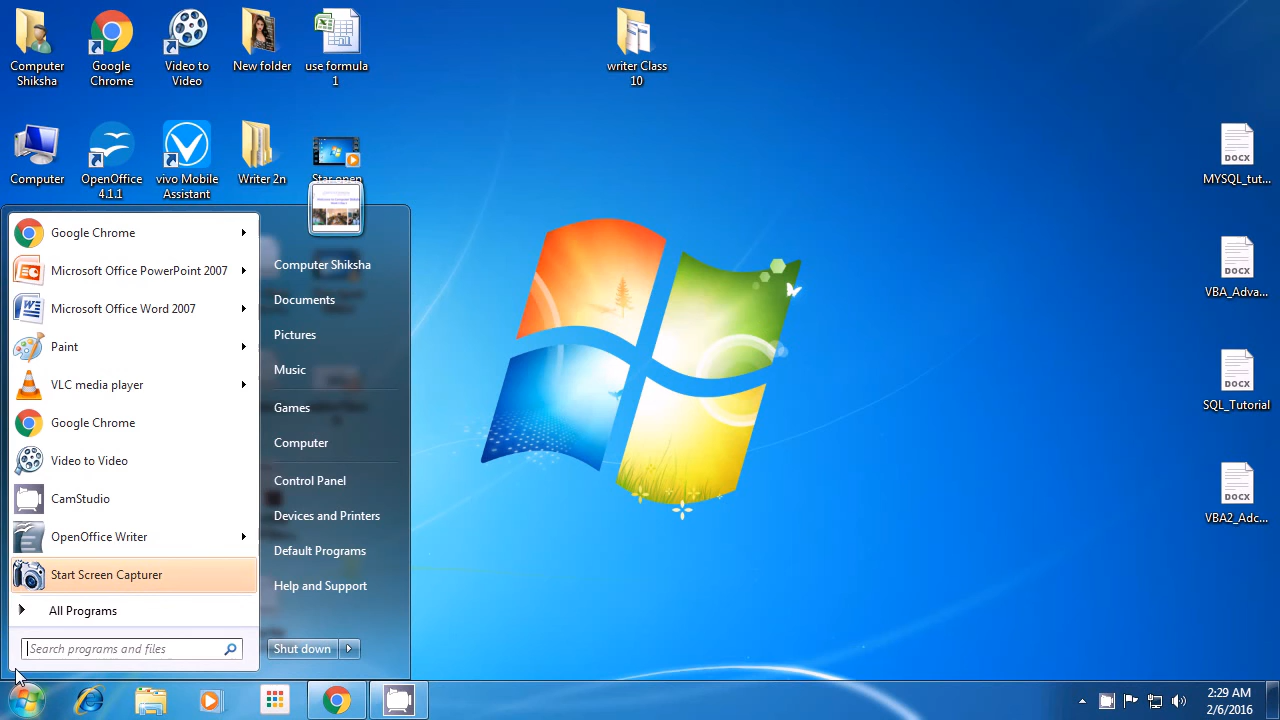 Computer
Shiksha
Google
Chrome
Video to
Video
New folder
use formula
1
writer Class
10
Computer
OpenOffice
4.1.1
vivo Mobile
Assistant
Writer 2n
Star open
DOCX
MYSQL_tut...
DOCX
VBA_Adva...
DOCX
SQL_Tutorial
DOCX
VBA2_Adc...
Google Chrome
Microsoft Office PowerPoint 2007
Microsoft Office Word 2007
Paint
VLC media player
Google Chrome
Video to Video
CamStudio
OpenOffice Writer
Start Screen Capturer
All Programs
Search programs and files
Computer Shiksha
Documents
Pictures
Music
Games
Computer
Control Panel
Devices and Printers
Default Programs
Help and Support
Shut down
2:29 AM
2/6/2016